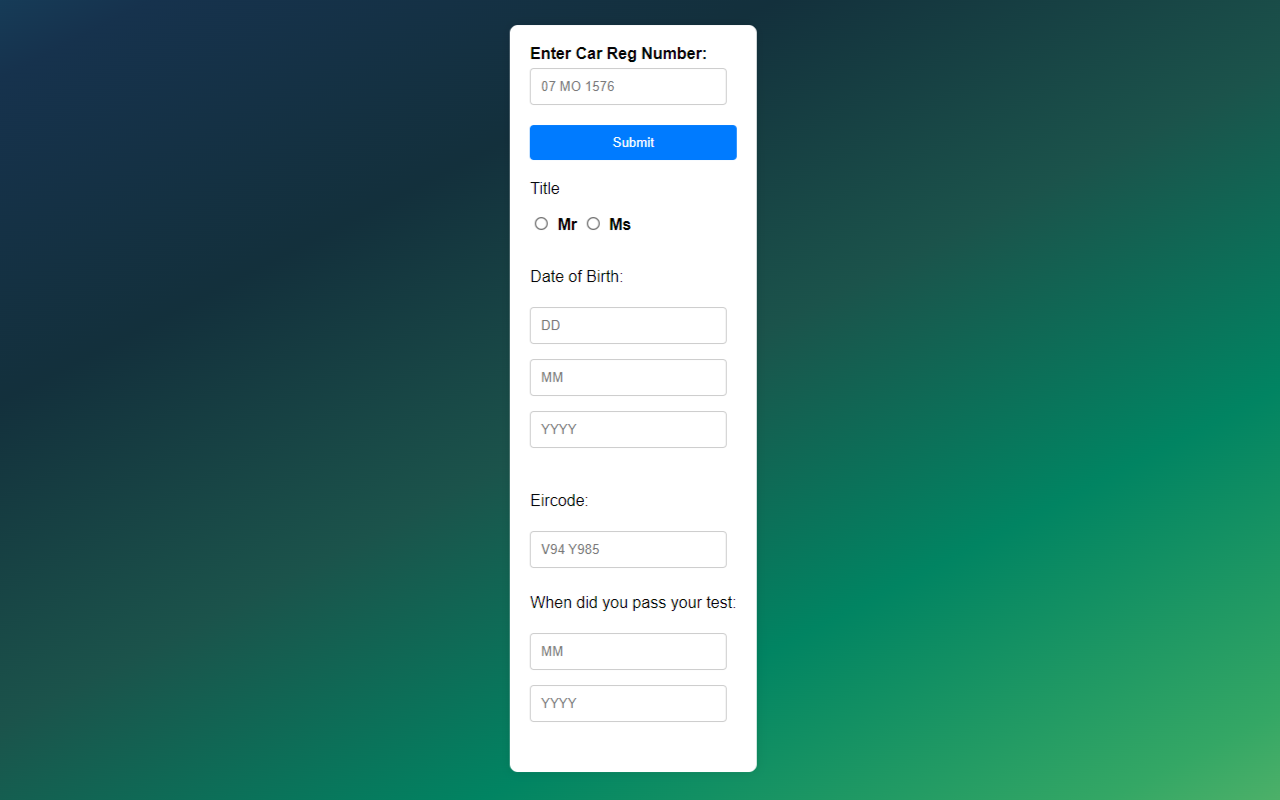 Enter Car Reg Number:
07 MO 1576
Submit
Title
Mr Ms
Date of Birth:
DD
MM
YYYY
Eircode:
V94 Y985
When did you pass your test:
MM
YYYY